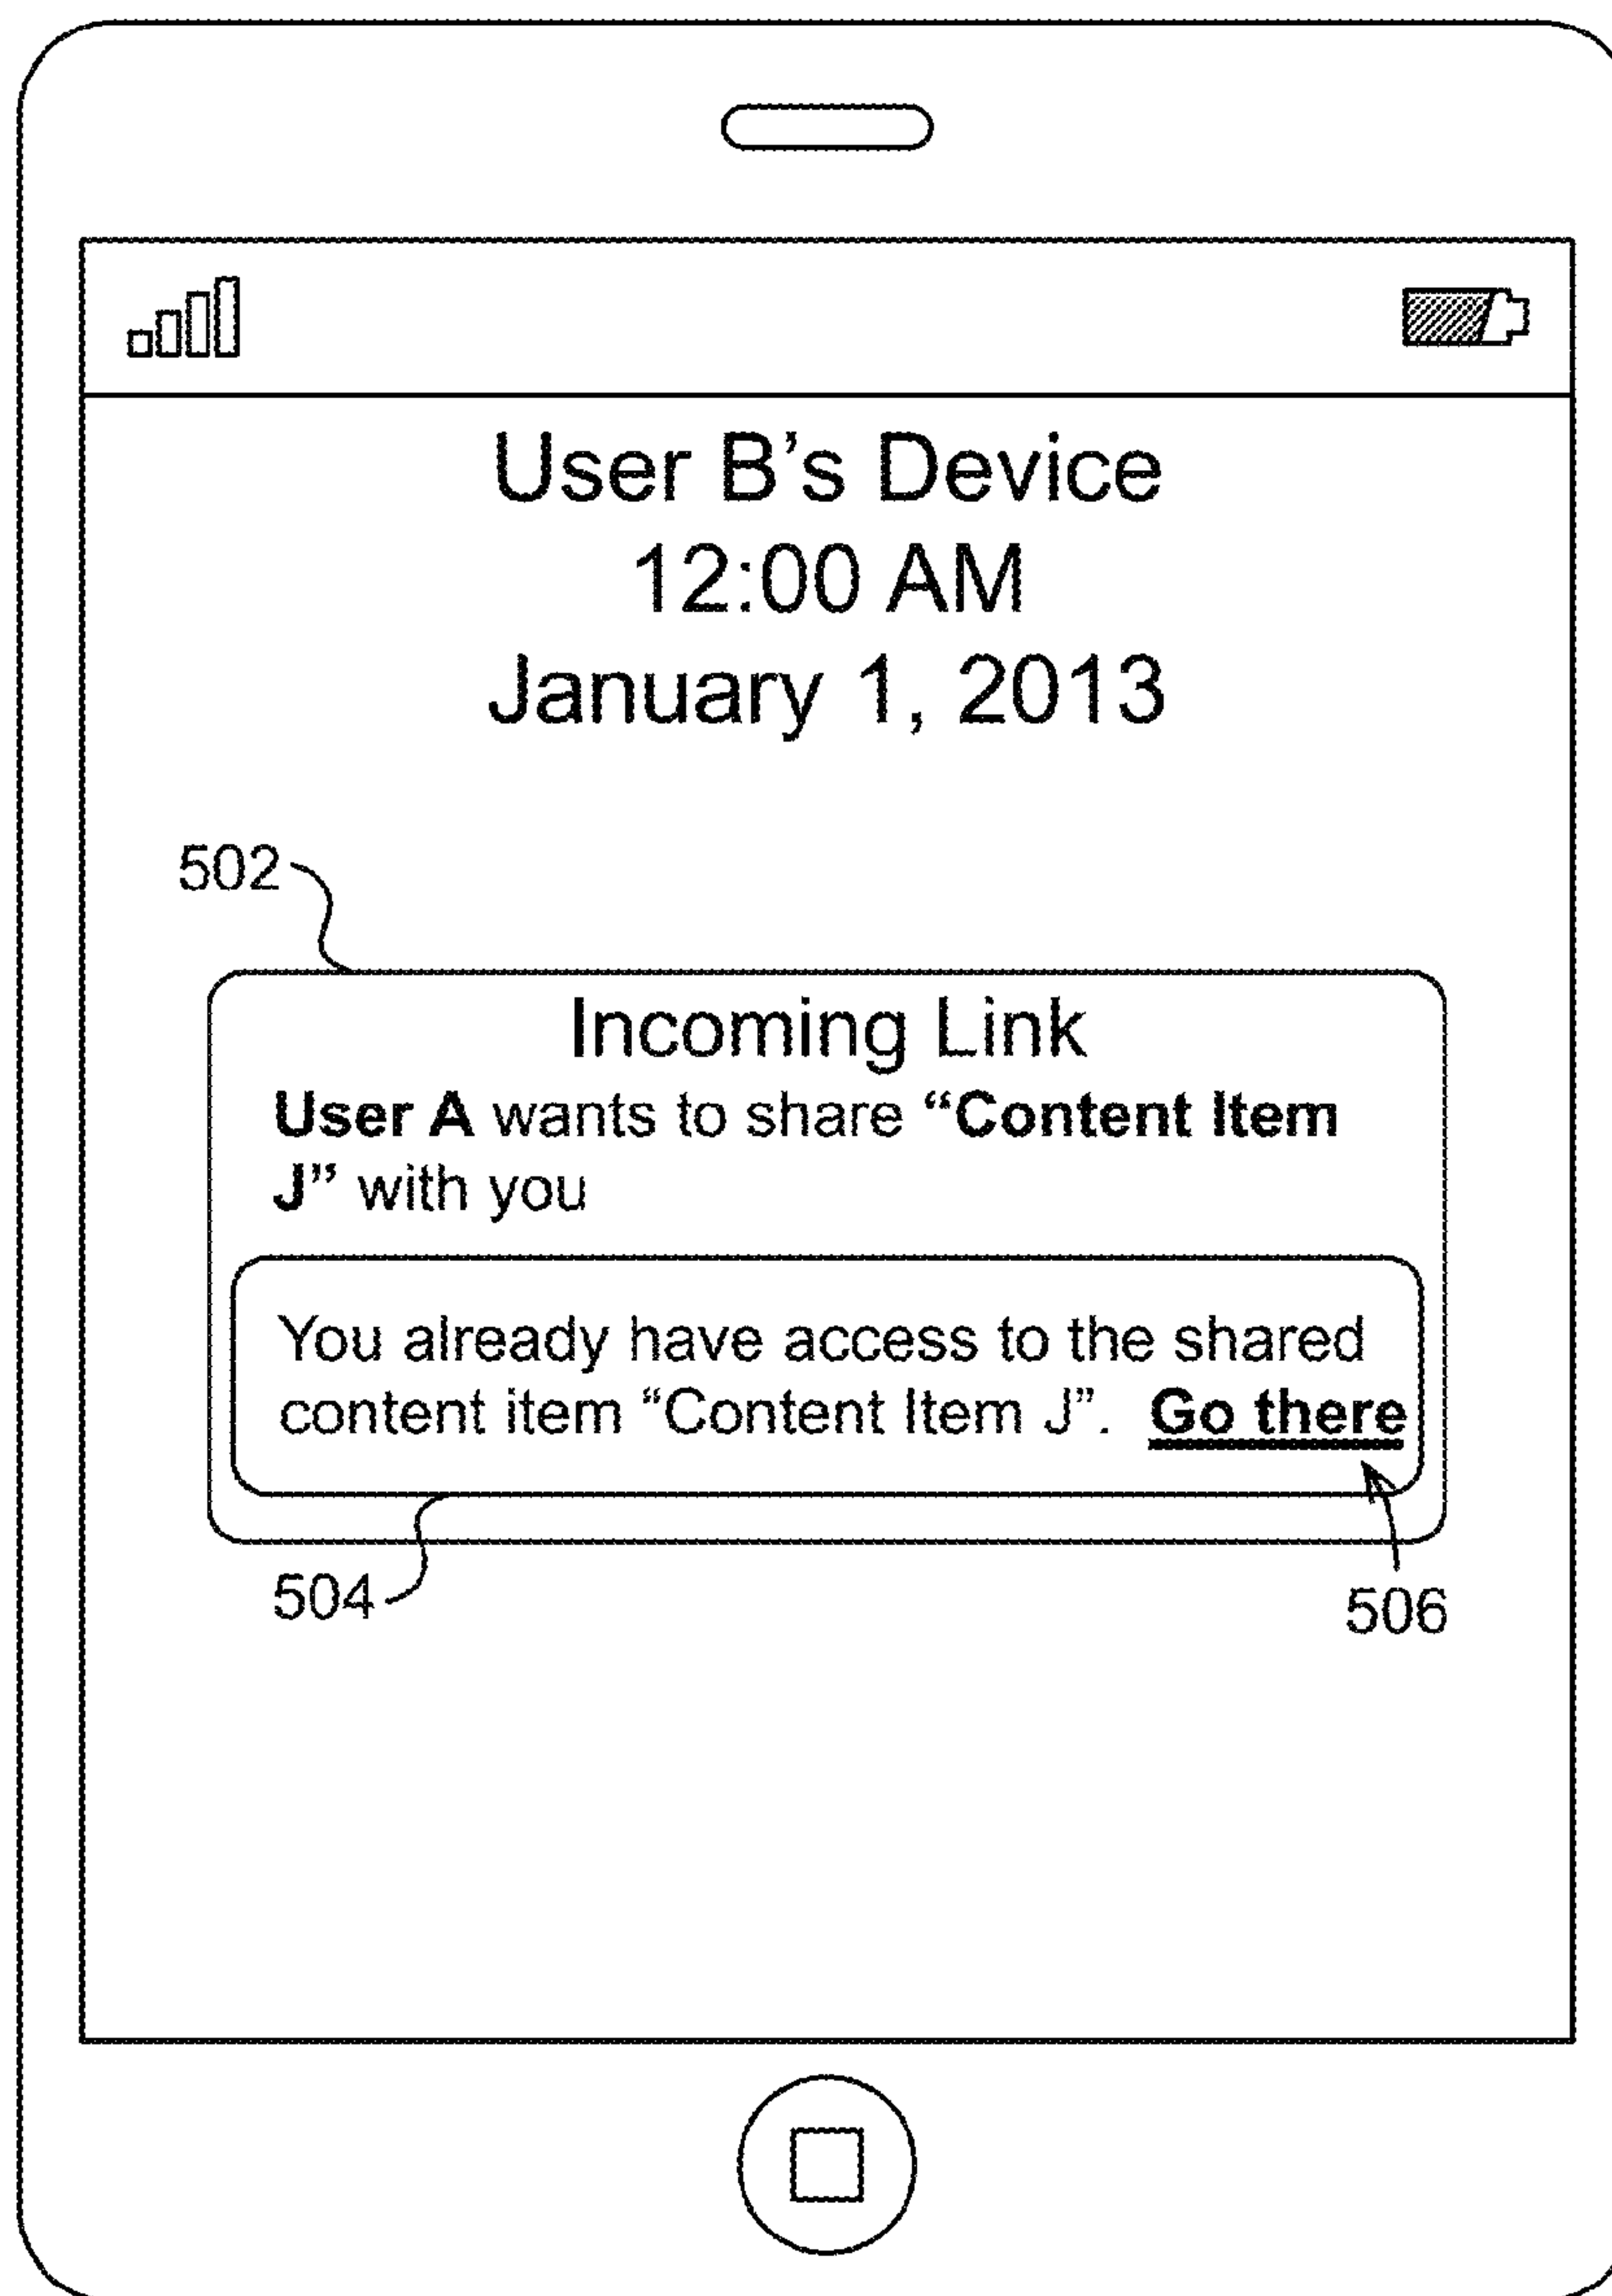 User B’s Device
12:00 AM
January 1, 2013
502
Incoming Link
User A wants to share “Content Item
J” with you
You already have access to the shared
content item “Content Item J”. Go there
504
506